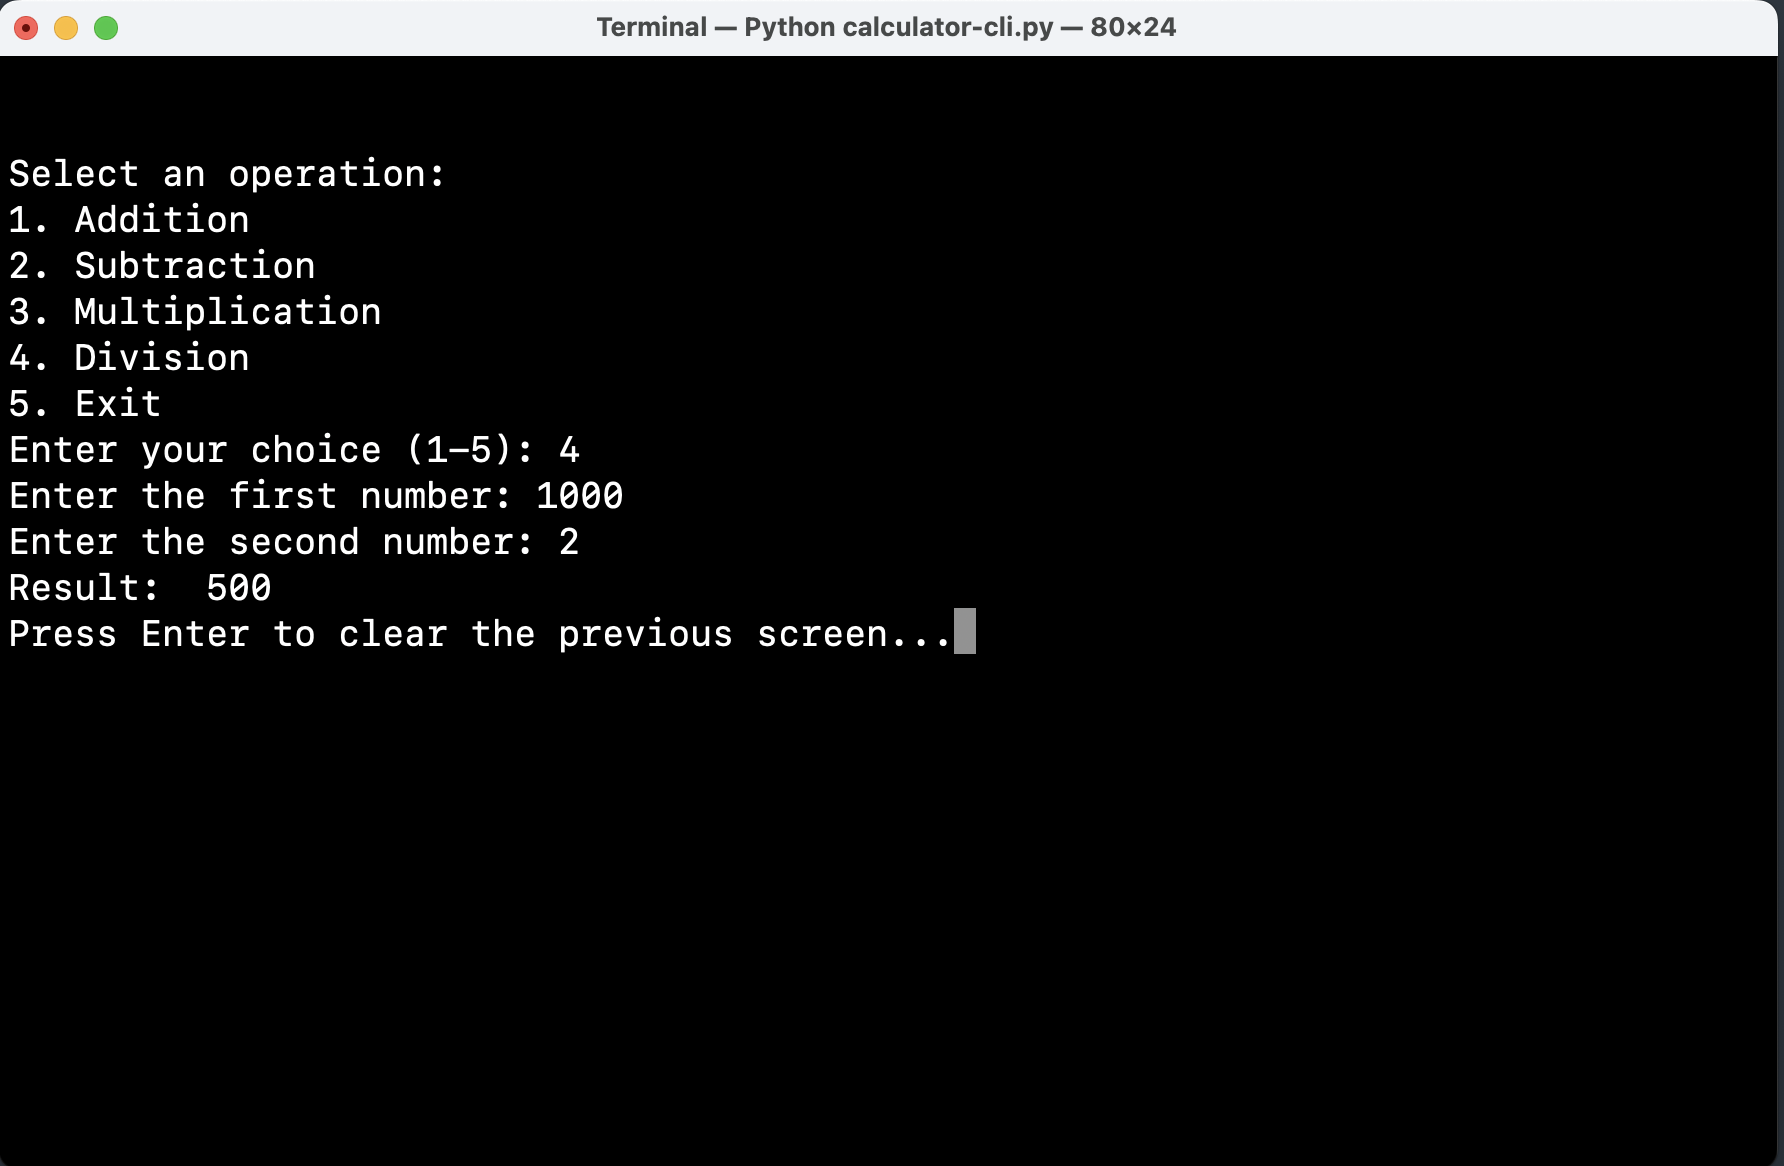 Terminal — Python calculator-cli.py — 80×24
Select an operation:
1. Addition
2. Subtraction
3. Multiplication
4. Division
5. Exit
Enter your choice (1-5): 4
Enter the first number: 1000
Enter the second number: 2
Result:  500
Press Enter to clear the previous screen...